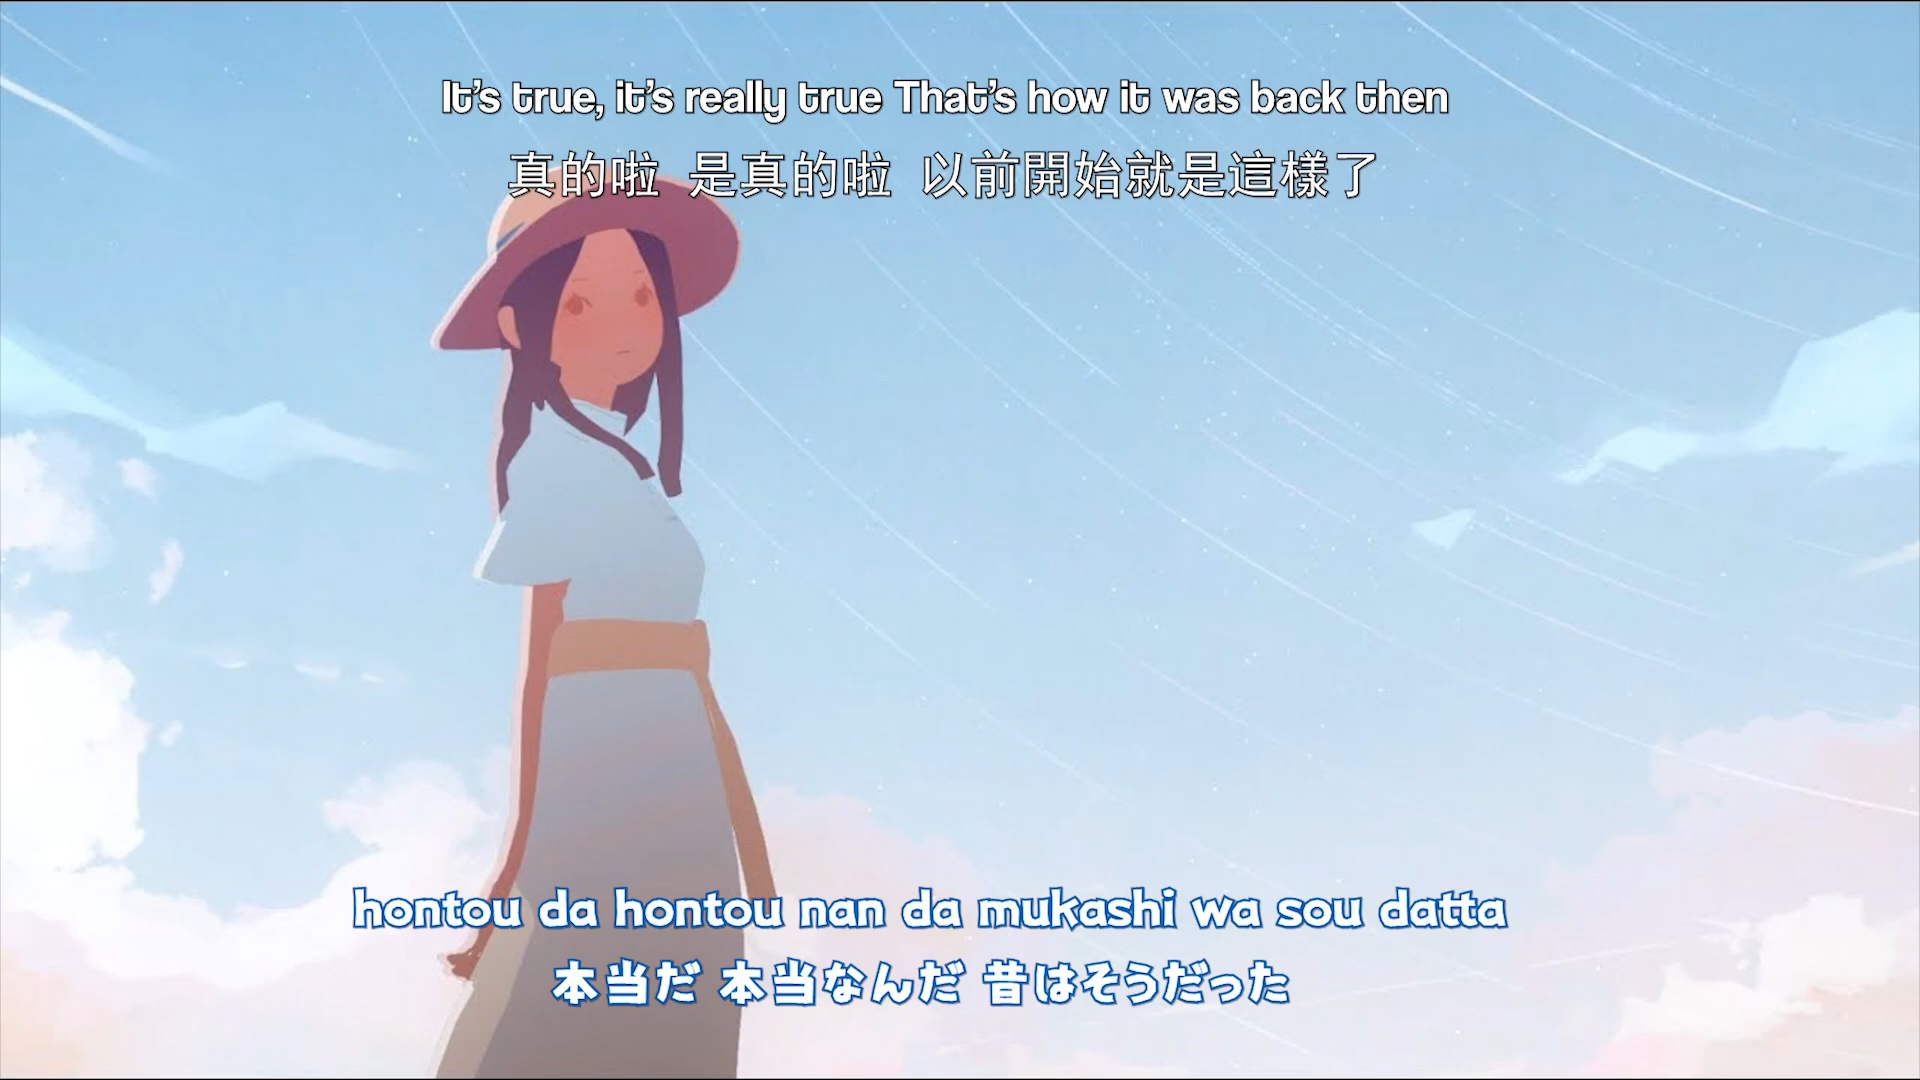 It's true, it's really true That's how it was back then
真的啦 是真的啦 以前開始就是這樣了
hontou da hontou nan da mukashi wa sou datta
本当だ 本当なんだ 昔はそうだった